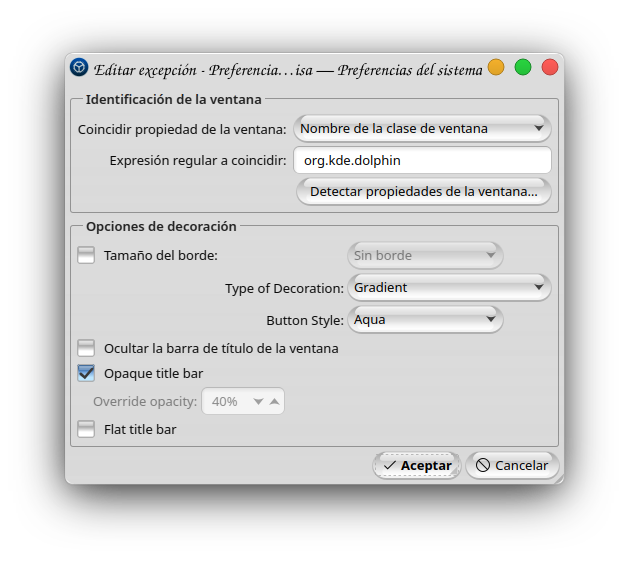 Editar excepción - Preferencia...isa — Preferencias del sistema
Identificación de la ventana
Coincidir propiedad de la ventana: Nombre de la clase de ventana
Expresión regular a coincidir: org.kde.dolphin
Detectar propiedades de la ventana...
Opciones de decoración
Tamaño del borde: Sin borde
Type of Decoration: Gradient
Button Style: Aqua
Ocultar la barra de título de la ventana
Opaque title bar
Override opacity: 40%
Flat title bar
Aceptar Cancelar